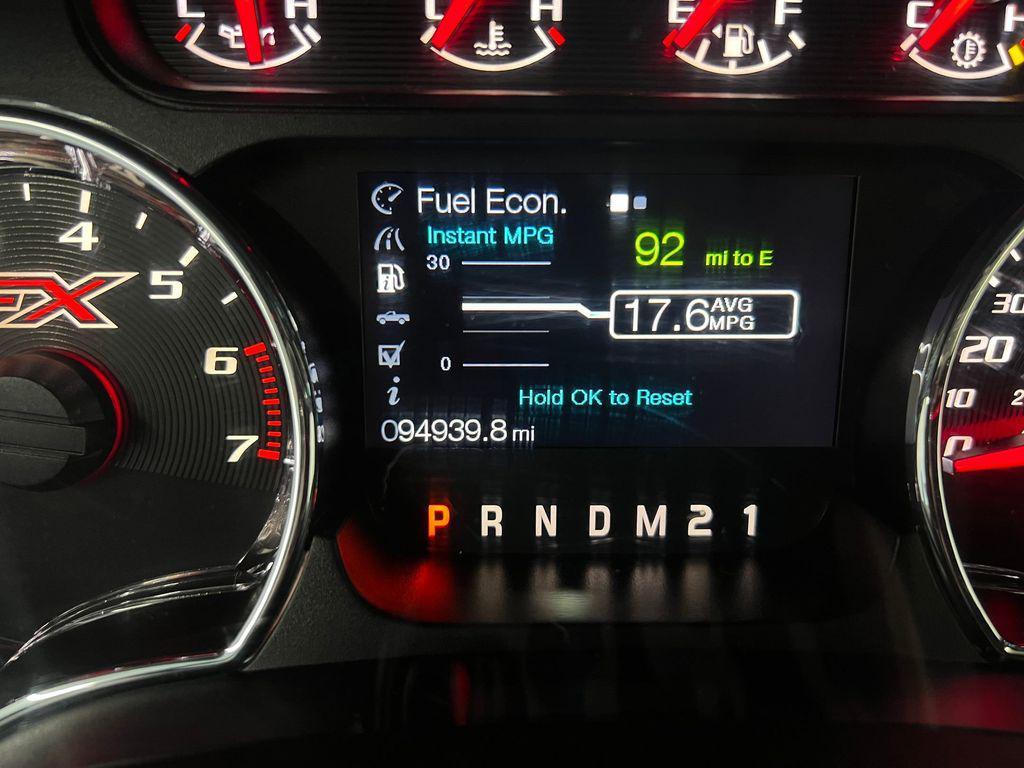 L H L H E F C H
Fuel Econ.
Instant MPG
92 mi to E
30
17.6 AVG MPG
0
Hold OK to Reset
094939.8 mi
P R N D M 2 1
4
5
FX
6
7
30
20
10
0